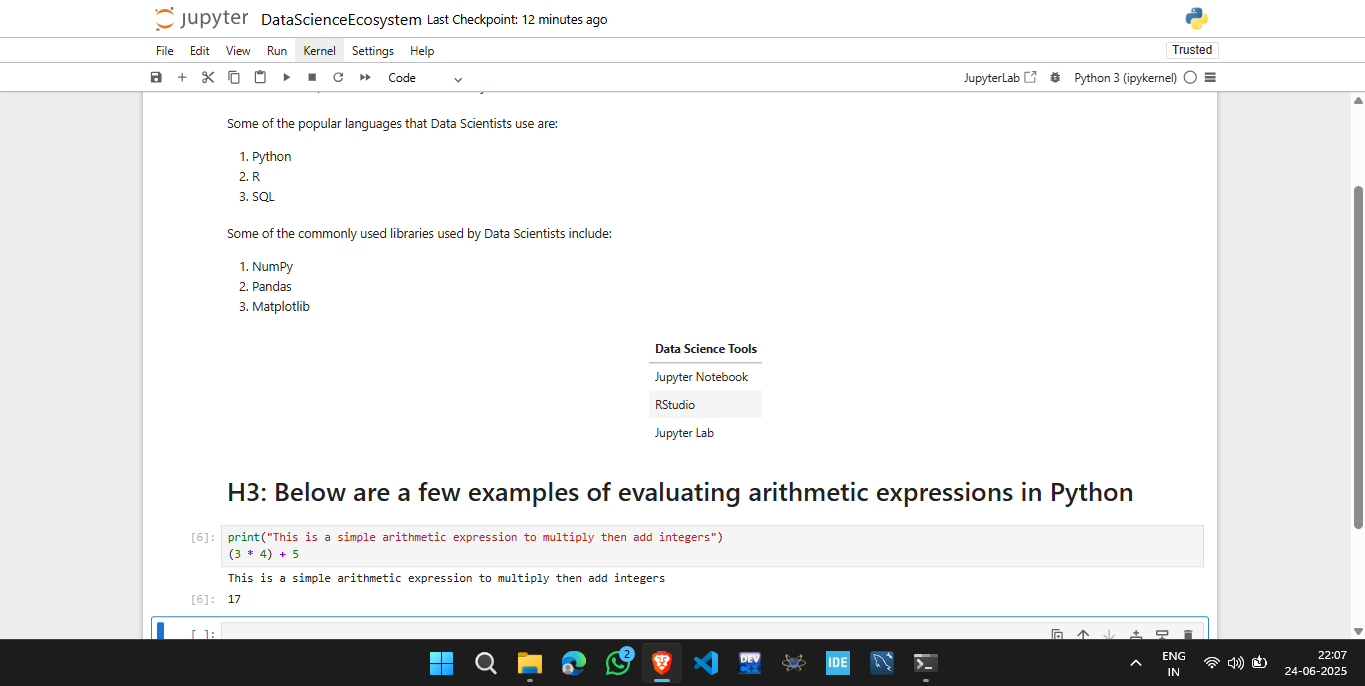 jupyter DataScienceEcosystem Last Checkpoint: 12 minutes ago
File Edit View Run Kernel Settings Help Trusted
Code JupyterLab Python 3 (ipykernel)
Some of the popular languages that Data Scientists use are:
1. Python
2. R
3. SQL
Some of the commonly used libraries used by Data Scientists include:
1. NumPy
2. Pandas
3. Matplotlib
Data Science Tools
Jupyter Notebook
RStudio
Jupyter Lab
H3: Below are a few examples of evaluating arithmetic expressions in Python
[6]: print("This is a simple arithmetic expression to multiply then add integers")
(3 * 4) + 5
This is a simple arithmetic expression to multiply then add integers
[6]: 17
[ ]:
2
DEV
IDE
ENG
IN
22:07
24-06-2025